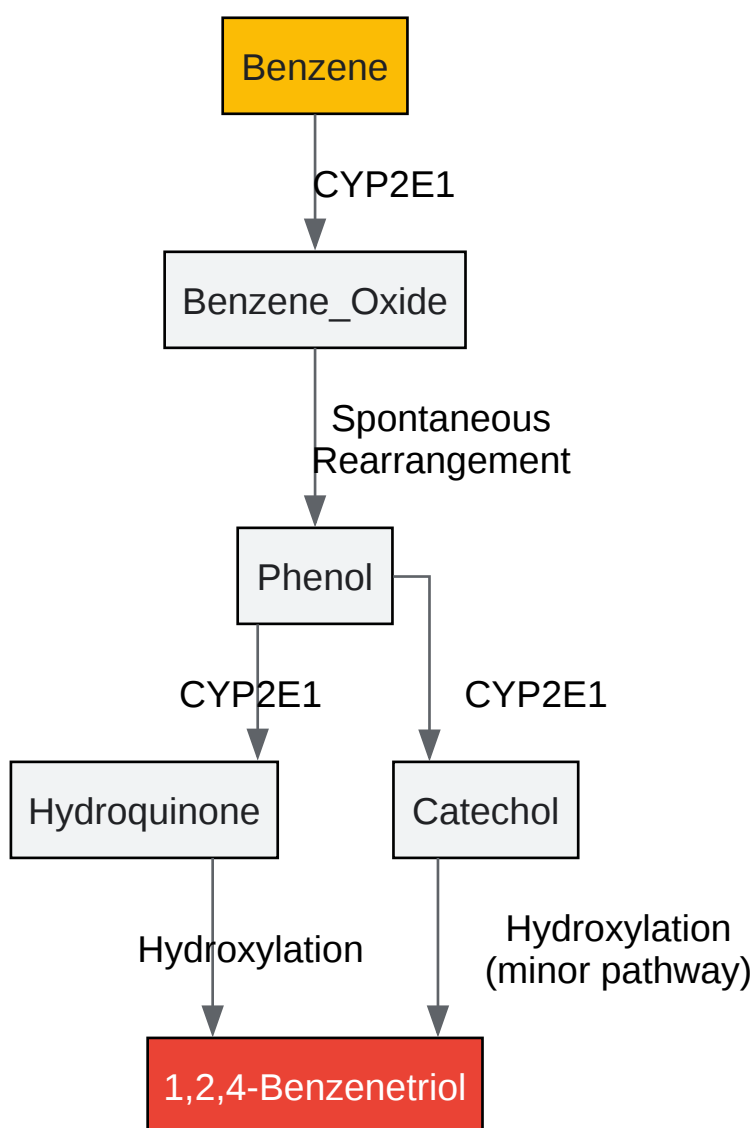 Benzene
CYP2E1
Benzene_Oxide
Spontaneous
Rearrangement
Phenol
CYP2E1
CYP2E1
Hydroquinone
Catechol
Hydroxylation
Hydroxylation
(minor pathway)
1,2,4-Benzenetriol